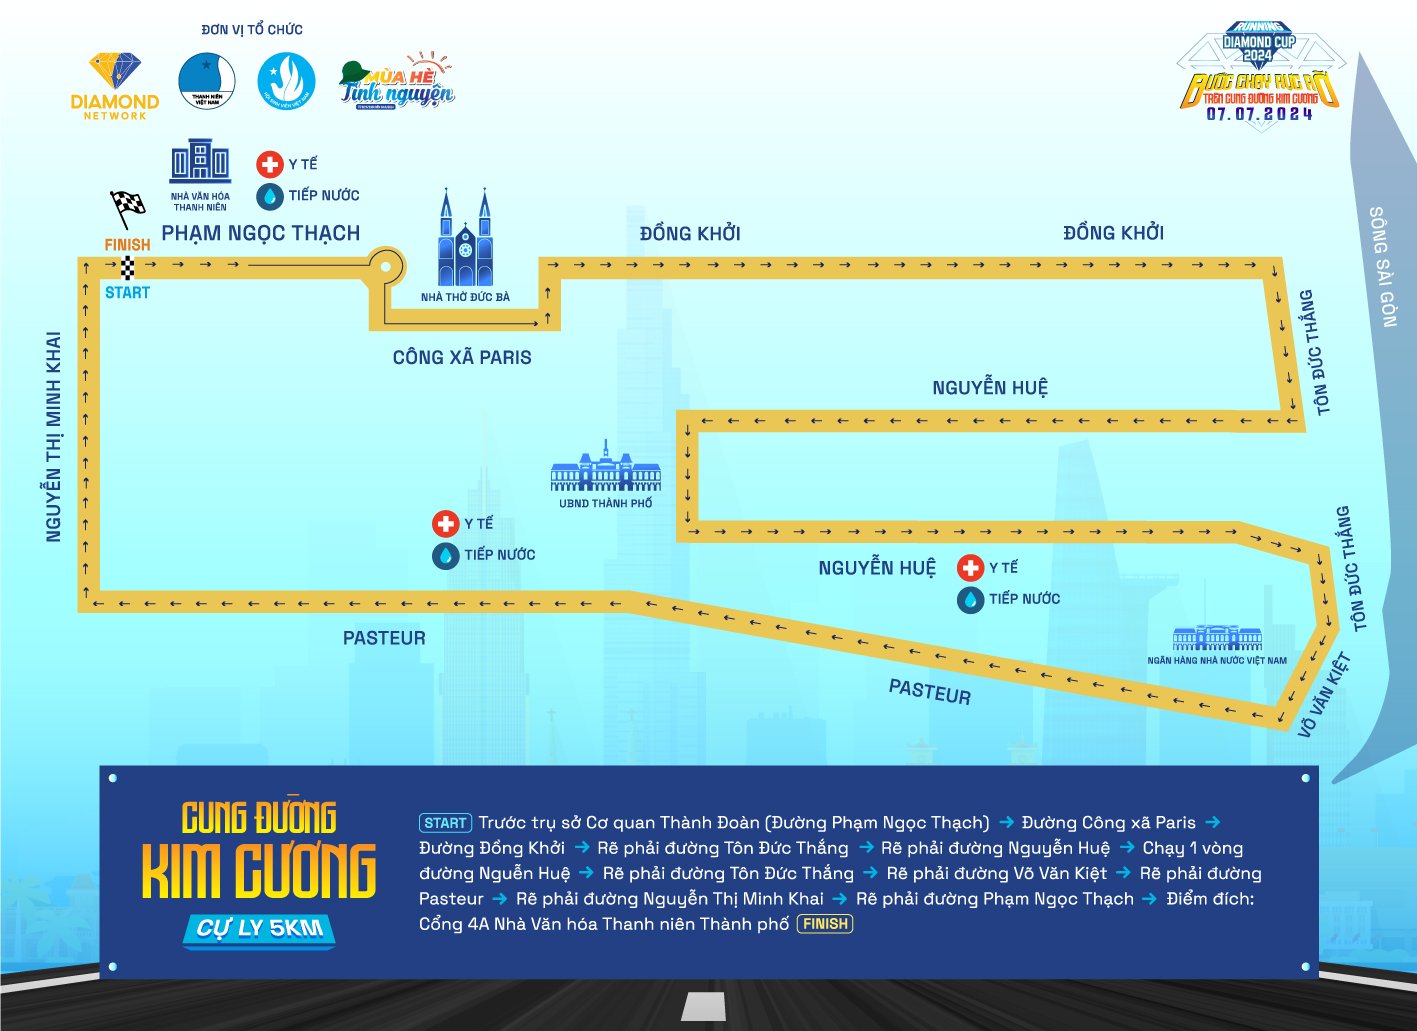 ĐƠN VỊ TỔ CHỨC
DIAMOND
NETWORK
THANH NIÊN
VIỆT NAM
HỘI SINH VIÊN VIỆT NAM
MÙA HÈ
Tình nguyện
RUNNING
DIAMOND CUP
2024
BƯỚC CHẠY RỰC RỠ
TRÊN CUNG ĐƯỜNG KIM CƯƠNG
07.07.2024
NHÀ VĂN HÓA
THANH NIÊN
Y TẾ
TIẾP NƯỚC
FINISH
START
PHẠM NGỌC THẠCH
NHÀ THỜ ĐỨC BÀ
CÔNG XÃ PARIS
ĐỒNG KHỞI
ĐỒNG KHỞI
SÔNG SÀI GÒN
TÔN ĐỨC THẮNG
NGUYỄN HUỆ
NGUYỄN THỊ MINH KHAI
UBND THÀNH PHỐ
Y TẾ
TIẾP NƯỚC
NGUYỄN HUỆ
Y TẾ
TIẾP NƯỚC
TÔN ĐỨC THẮNG
NGÂN HÀNG NHÀ NƯỚC VIỆT NAM
VÕ VĂN KIỆT
PASTEUR
PASTEUR
CUNG ĐƯỜNG
KIM CƯƠNG
CỰ LY 5KM
START Trước trụ sở Cơ quan Thành Đoàn (Đường Phạm Ngọc Thạch) → Đường Công xã Paris →
Đường Đồng Khởi → Rẽ phải đường Tôn Đức Thắng → Rẽ phải đường Nguyễn Huệ → Chạy 1 vòng
đường Nguễn Huệ → Rẽ phải đường Tôn Đức Thắng → Rẽ phải đường Võ Văn Kiệt → Rẽ phải đường
Pasteur → Rẽ phải đường Nguyễn Thị Minh Khai → Rẽ phải đường Phạm Ngọc Thạch → Điểm đích:
Cổng 4A Nhà Văn hóa Thanh niên Thành phố FINISH